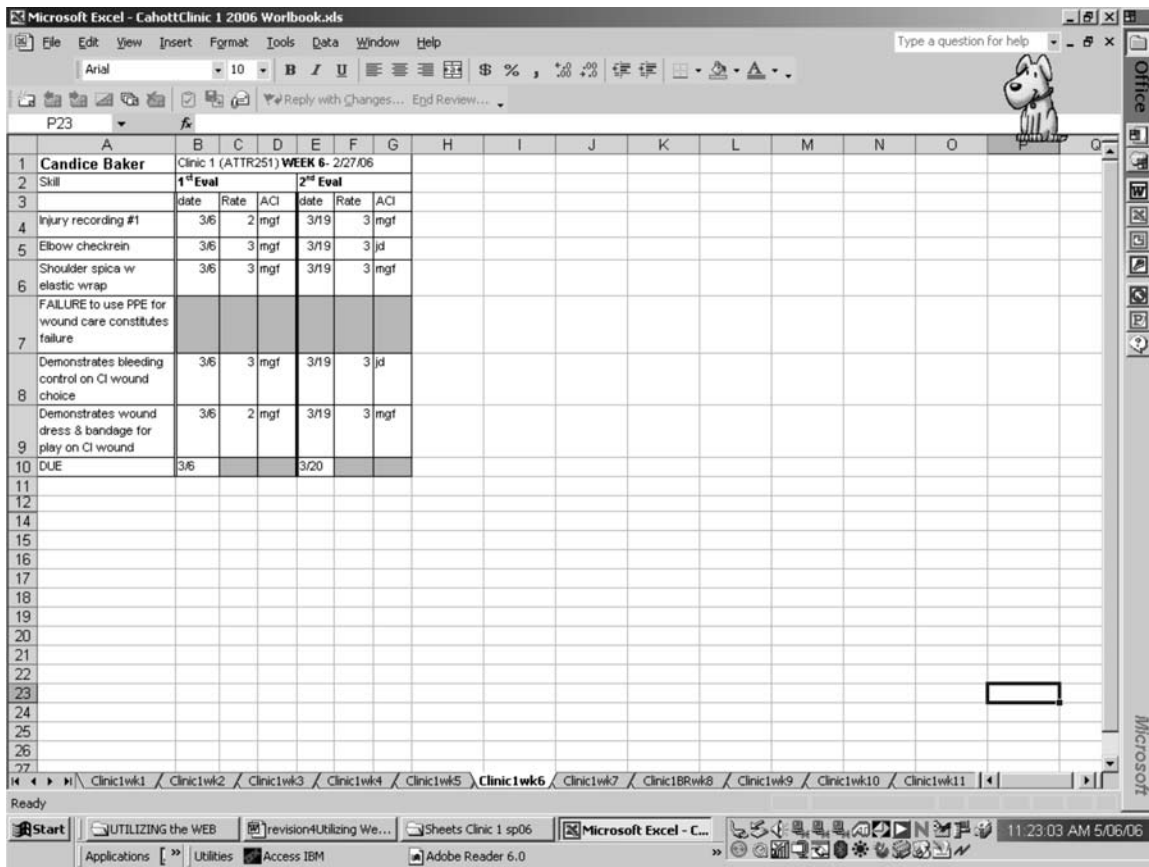 Microsoft Excel - CahottClinic 1 2006 Worlbook.xls
File Edit View Insert Format Tools Data Window Help Type a question for help
Arial 10 B I U $ % ,
Reply with Changes... End Review...
P23 fx
A B C D E F G H I J K L M N O P Q
1 Candice Baker Clinic 1 (ATTR251) WEEK 6- 2/27/06
2 Skill 1st Eval 2nd Eval
3 date Rate ACI date Rate ACI
4 Injury recording #1 3/6 2 mgf 3/19 3 mgf
5 Elbow checkrein 3/6 3 mgf 3/19 3 jd
6 Shoulder spica w 3/6 3 mgf 3/19 3 mgf
elastic wrap
7 FAILURE to use PPE for
wound care constitutes
failure
8 Demonstrates bleeding 3/6 3 mgf 3/19 3 jd
control on CI wound
choice
9 Demonstrates wound 3/6 2 mgf 3/19 3 mgf
dress & bandage for
play on CI wound
10 DUE 3/6 3/20
11
12
14
15
16
17
18
19
20
21
22
23
24
25
26
27
Clinic1wk1 Clinic1wk2 Clinic1wk3 Clinic1wk4 Clinic1wk5 Clinic1wk6 Clinic1wk7 Clinic1BRwk8 Clinic1wk9 Clinic1wk10 Clinic1wk11
Ready
Start UTILIZING the WEB revision4Utilizing We... Sheets Clinic 1 sp06 Microsoft Excel - C... 11:23:03 AM 5/06/06
Applications » Utilities Access IBM Adobe Reader 6.0 »
Office
Microsoft